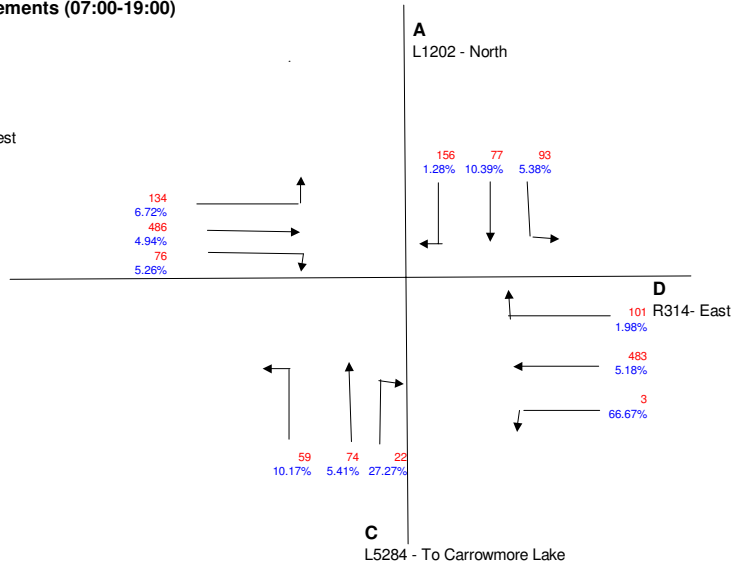 ements (07:00-19:00)
A
L1202 - North
est
156 77 93
1.28% 10.39% 5.38%
134
6.72%
486
4.94%
76
5.26%
D
R314- East
101
1.98%
483
5.18%
3
66.67%
59 74 22
10.17% 5.41% 27.27%
C
L5284 - To Carrowmore Lake